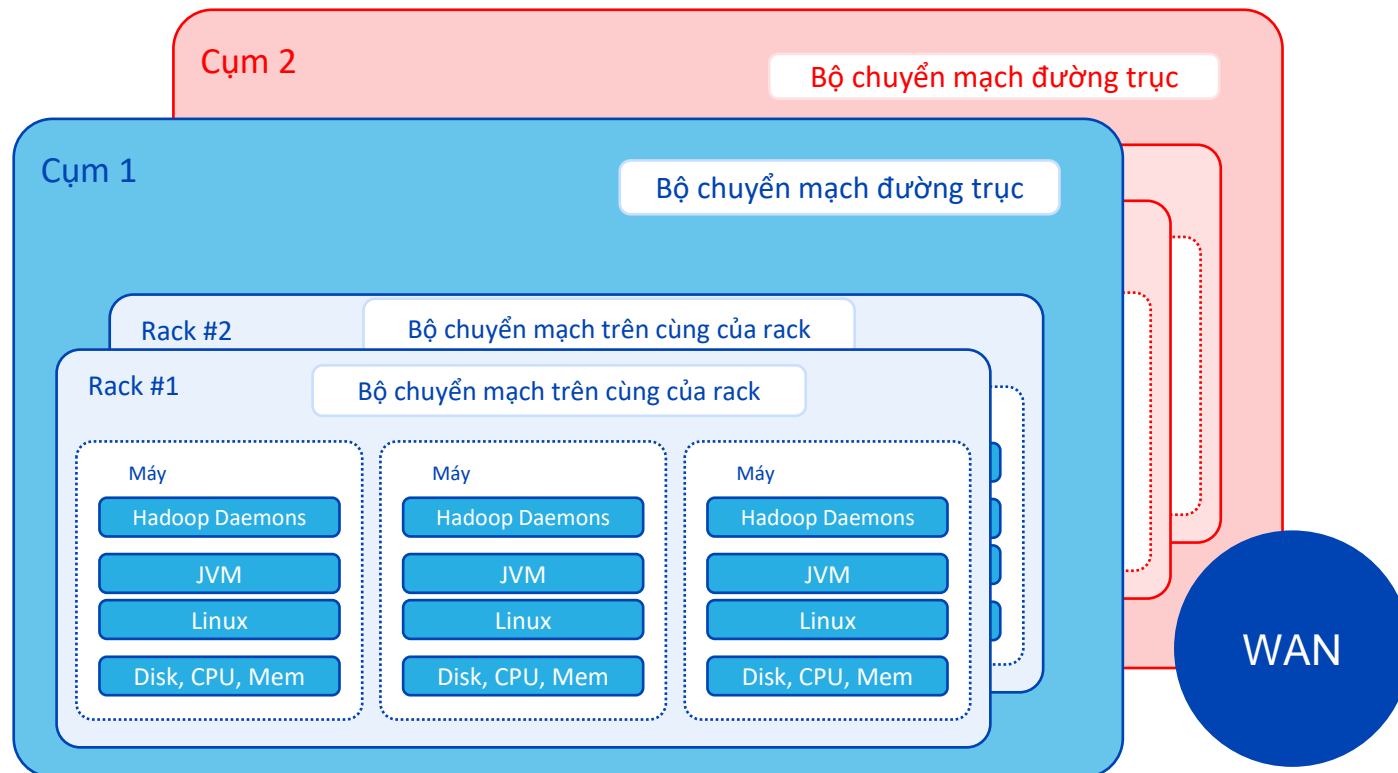 Cụm 2
Bộ chuyển mạch đường trục
Cụm 1
Bộ chuyển mạch đường trục
Rack #2
Bộ chuyển mạch trên cùng của rack
Rack #1
Bộ chuyển mạch trên cùng của rack
Máy
Hadoop Daemons
JVM
Linux
Disk, CPU, Mem
Máy
Hadoop Daemons
JVM
Linux
Disk, CPU, Mem
Máy
Hadoop Daemons
JVM
Linux
Disk, CPU, Mem
WAN